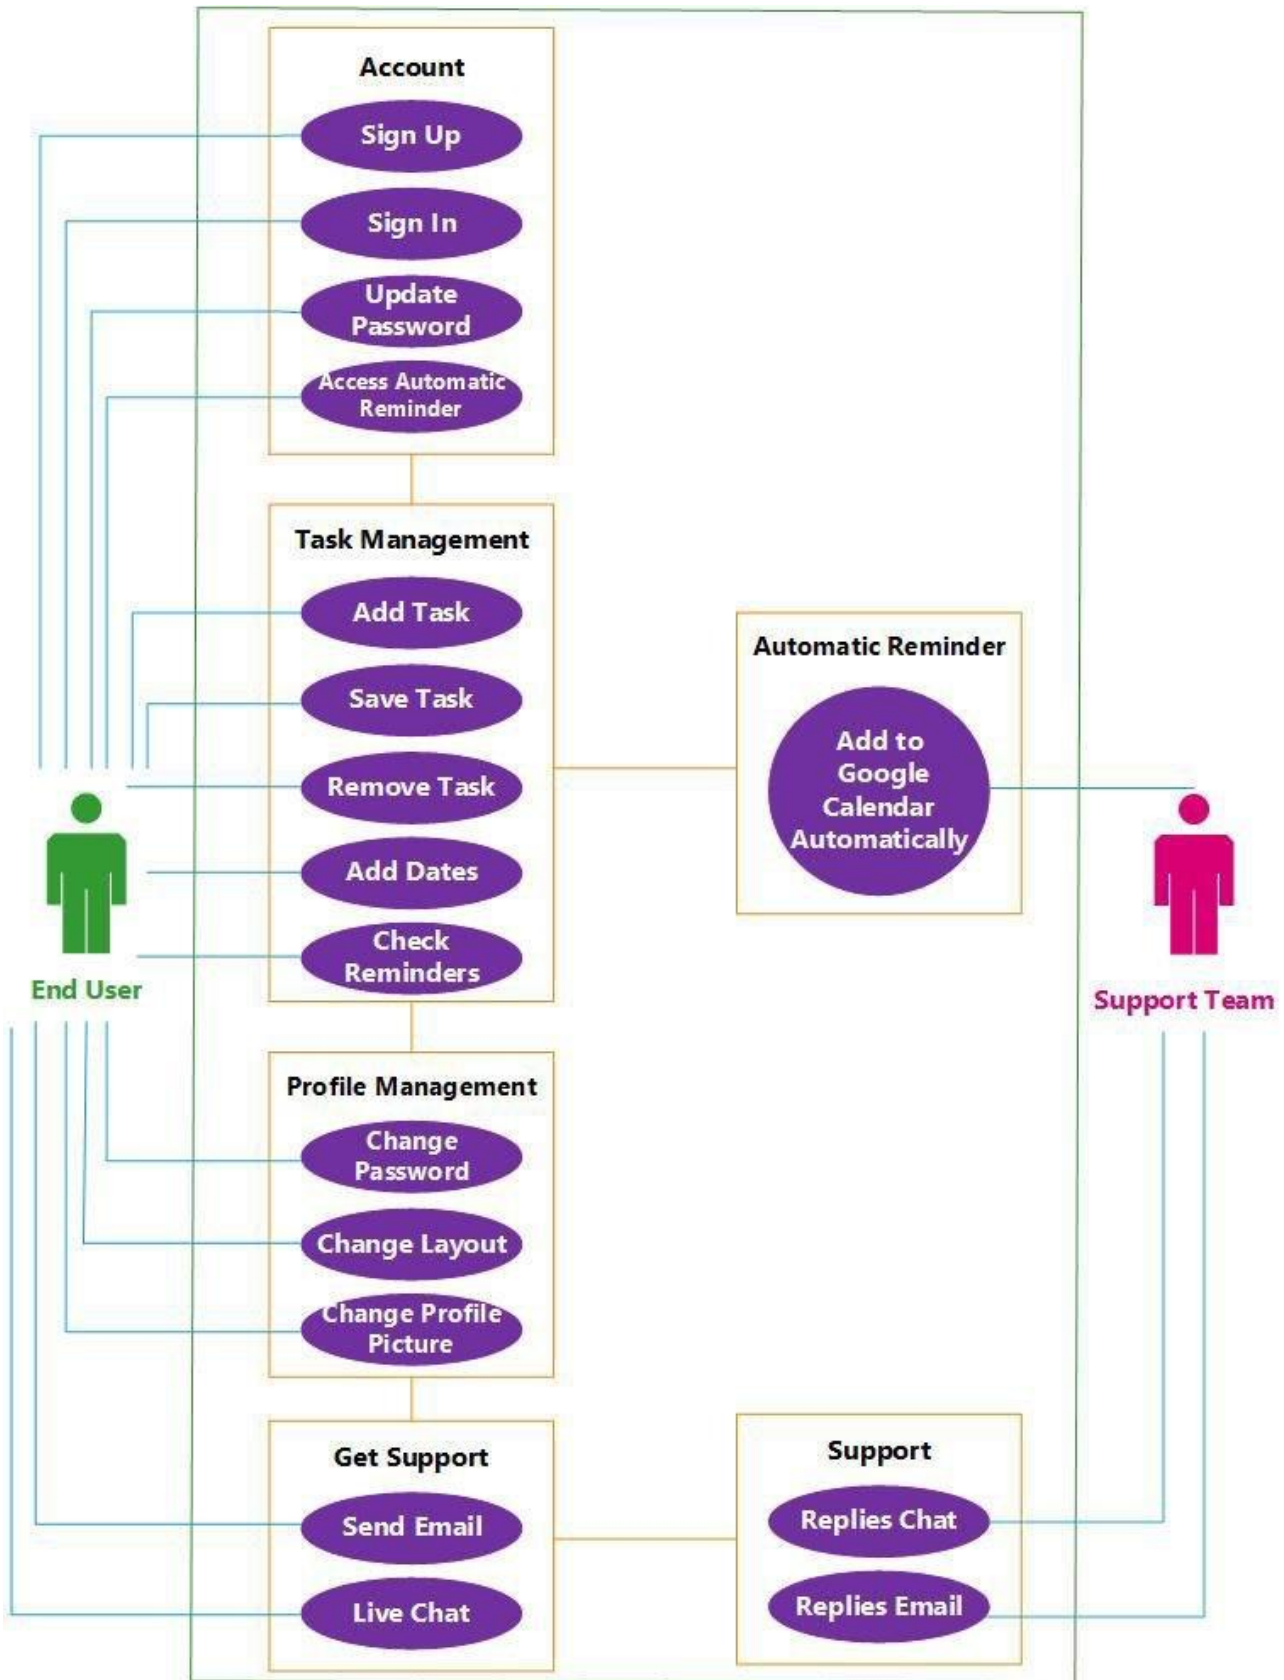 Account
Sign Up
Sign In
Update
Password
Access Automatic
Reminder
Task Management
Add Task
Save Task
Remove Task
Add Dates
Check
Reminders
Automatic Reminder
Add to
Google
Calendar
Automatically
End User
Support Team
Profile Management
Change
Password
Change Layout
Change Profile
Picture
Get Support
Send Email
Live Chat
Support
Replies Chat
Replies Email